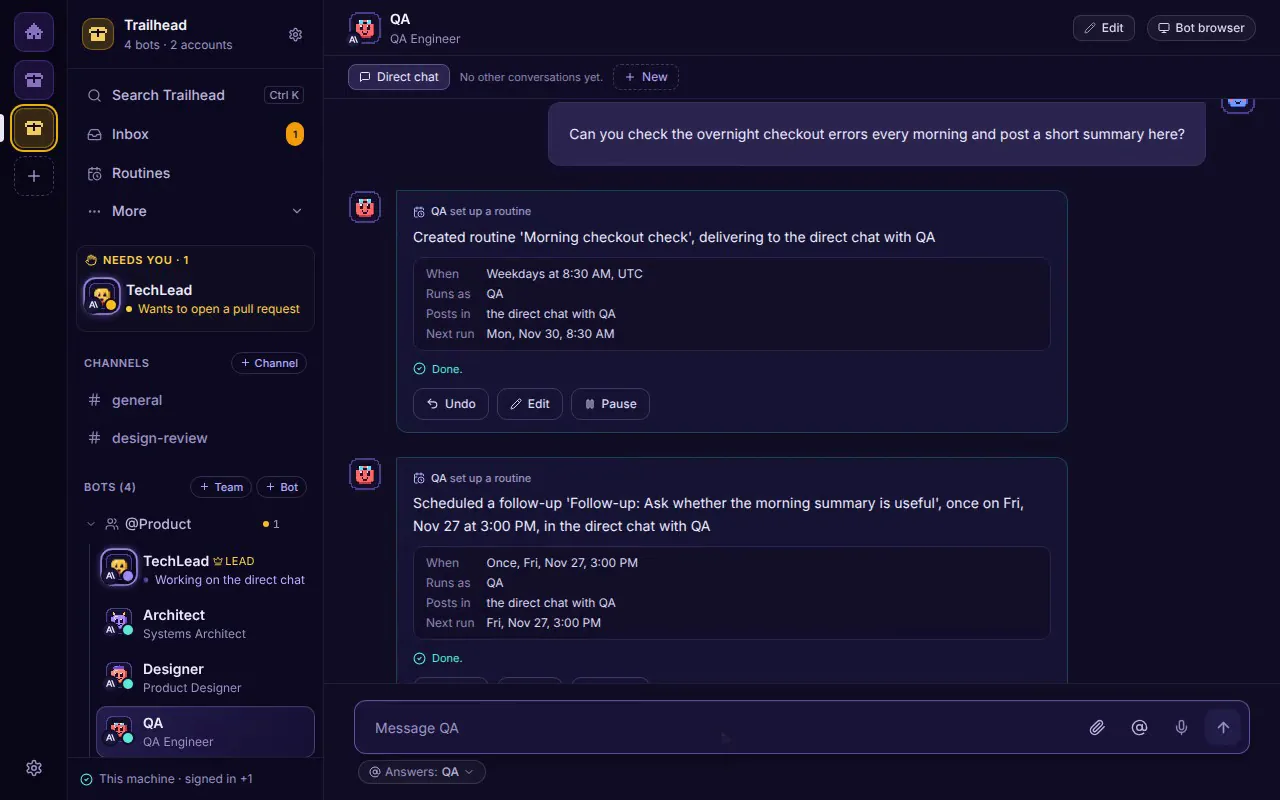 Trailhead
4 bots · 2 accounts
Search Trailhead
Ctrl K
Inbox
1
Routines
More
NEEDS YOU · 1
TechLead
Wants to open a pull request
CHANNELS
+ Channel
# general
# design-review
BOTS (4)
+ Team
+ Bot
@Product
1
TechLead LEAD
Working on the direct chat
Architect
Systems Architect
Designer
Product Designer
QA
QA Engineer
This machine · signed in +1
QA
QA Engineer
Edit
Bot browser
Direct chat
No other conversations yet.
+ New
Can you check the overnight checkout errors every morning and post a short summary here?
QA set up a routine
Created routine 'Morning checkout check', delivering to the direct chat with QA
When Weekdays at 8:30 AM, UTC
Runs as QA
Posts in the direct chat with QA
Next run Mon, Nov 30, 8:30 AM
Done.
Undo
Edit
Pause
QA set up a routine
Scheduled a follow-up 'Follow-up: Ask whether the morning summary is useful', once on Fri,
Nov 27 at 3:00 PM, in the direct chat with QA
When Once, Fri, Nov 27, 3:00 PM
Runs as QA
Posts in the direct chat with QA
Next run Fri, Nov 27, 3:00 PM
Done.
Message QA
Answers: QA